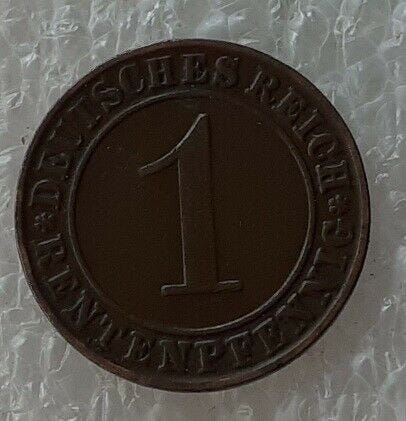 *DEUTSCHES REICH*
1
RENTENPFENNIG